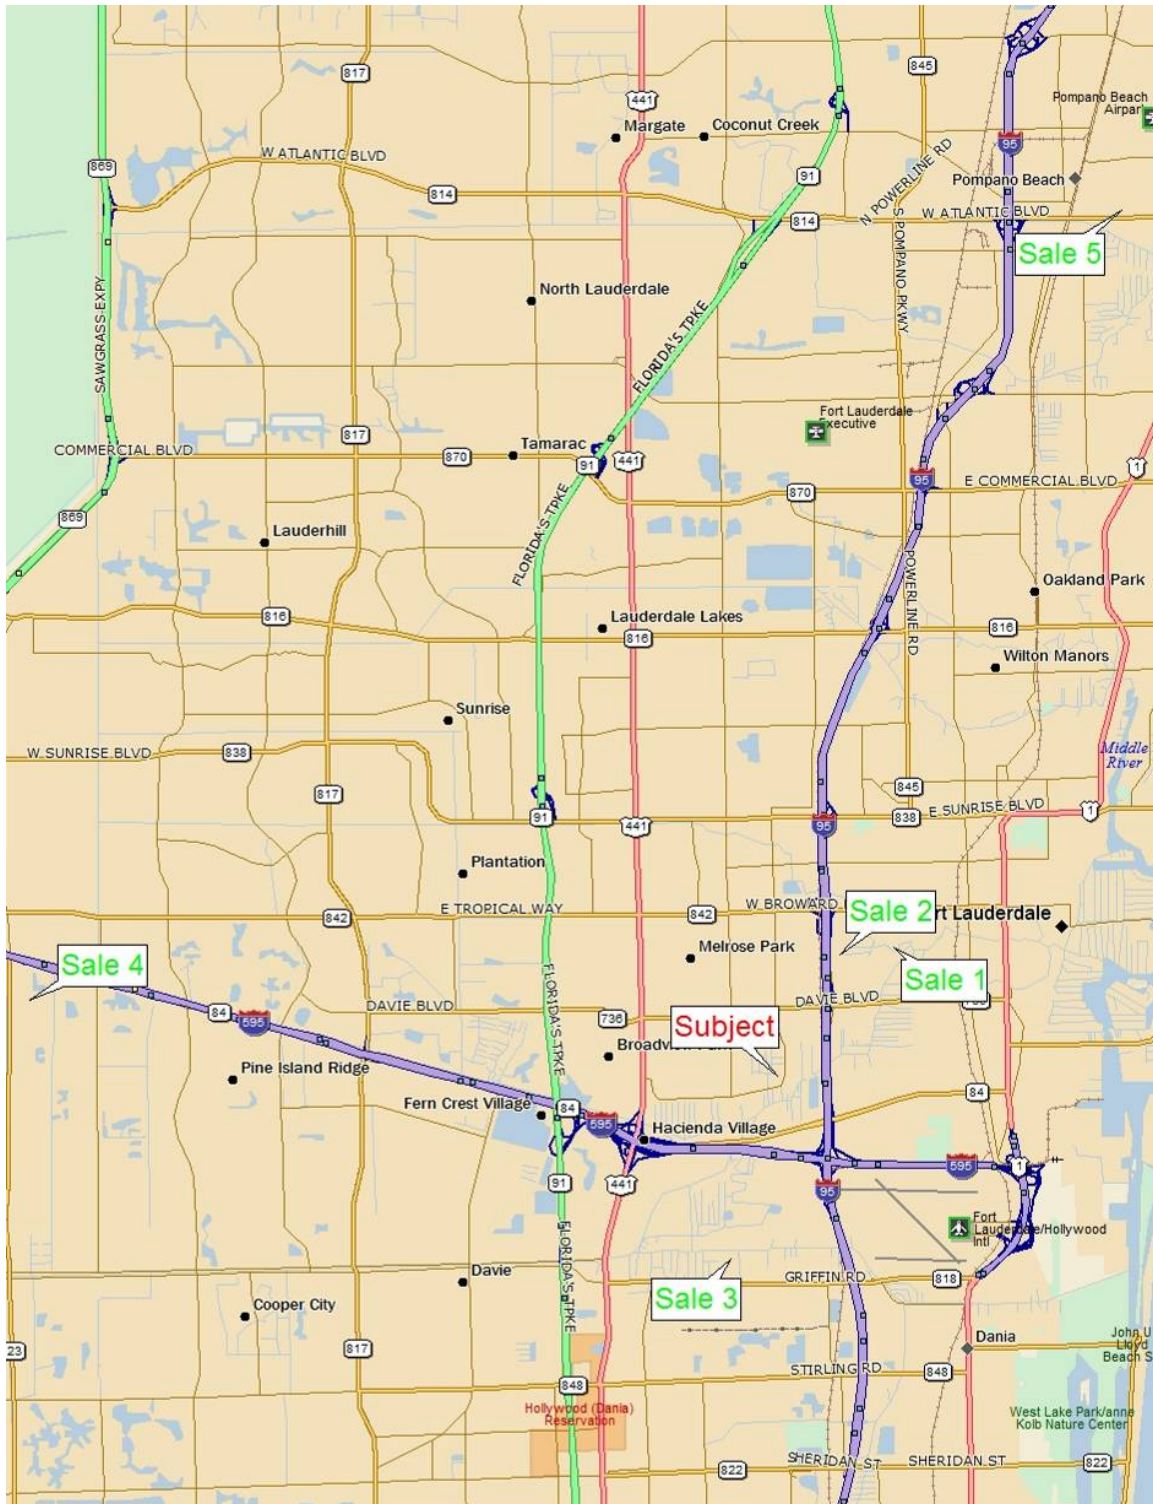 817
441
845
Pompano Beach
Airpar
Margate
Coconut Creek
95
W ATLANTIC BLVD
869
91
N POWERLINE RD
Pompano Beach
814
814
W ATLANTIC BLVD
S POMPANO PKWY
Sale 5
North Lauderdale
FLORIDA'S TPKE
SAWGRASS EXPY
Fort Lauderdale
Executive
817
COMMERCIAL BLVD
870
Tamarac
91
441
1
95
E COMMERCIAL BLVD
870
869
Lauderhill
FLORIDA'S TPKE
POWERLINE RD
Oakland Park
816
Lauderdale Lakes
816
816
Wilton Manors
Sunrise
W SUNRISE BLVD
838
Middle
River
817
845
91
441
95
838
E SUNRISE BLVD
1
Plantation
E TROPICAL WAY
842
842
W BROWARD
Sale 2
rt Lauderdale
Melrose Park
Sale 4
Sale 1
FLORIDA'S TPKE
DAVIE BLVD
DAVIE BLVD
84
595
736
Subject
Pine Island Ridge
84
Fern Crest Village
84
595
Hacienda Village
595
1
91
441
95
Fort
Lauderdale/Hollywood
Intl
FLORIDA'S TPKE
Davie
Sale 3
GRIFFIN RD
818
Cooper City
Dania
John U
Lloyd
Beach S
23
817
STIRLING RD
848
848
Hollywood (Dania)
Reservation
West Lake Park/anne
Kolb Nature Center
822
SHERIDAN ST
SHERIDAN ST
822